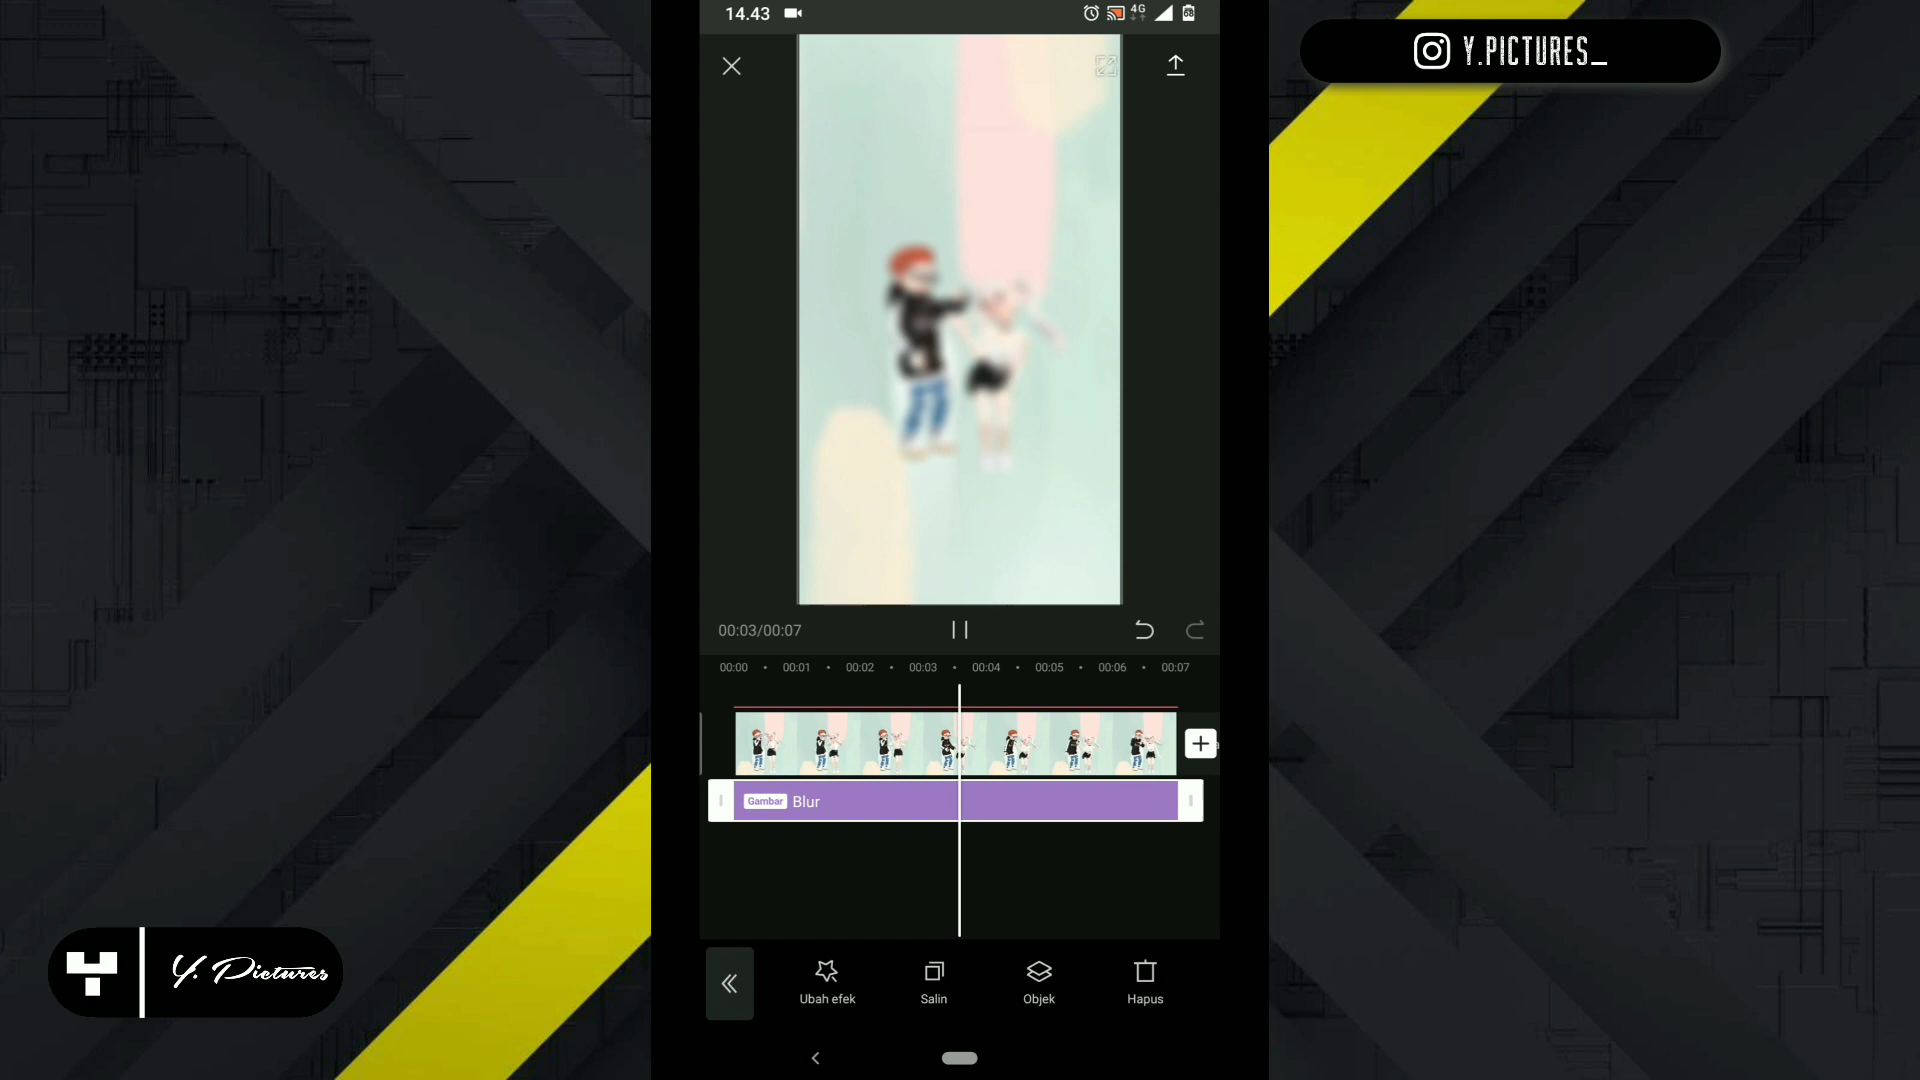 14.43
4G
68
Y.PICTURES_
00:03/00:07
00:00 00:01 00:02 00:03 00:04 00:05 00:06 00:07
Gambar Blur
Y. Pictures
Ubah efek
Salin
Objek
Hapus